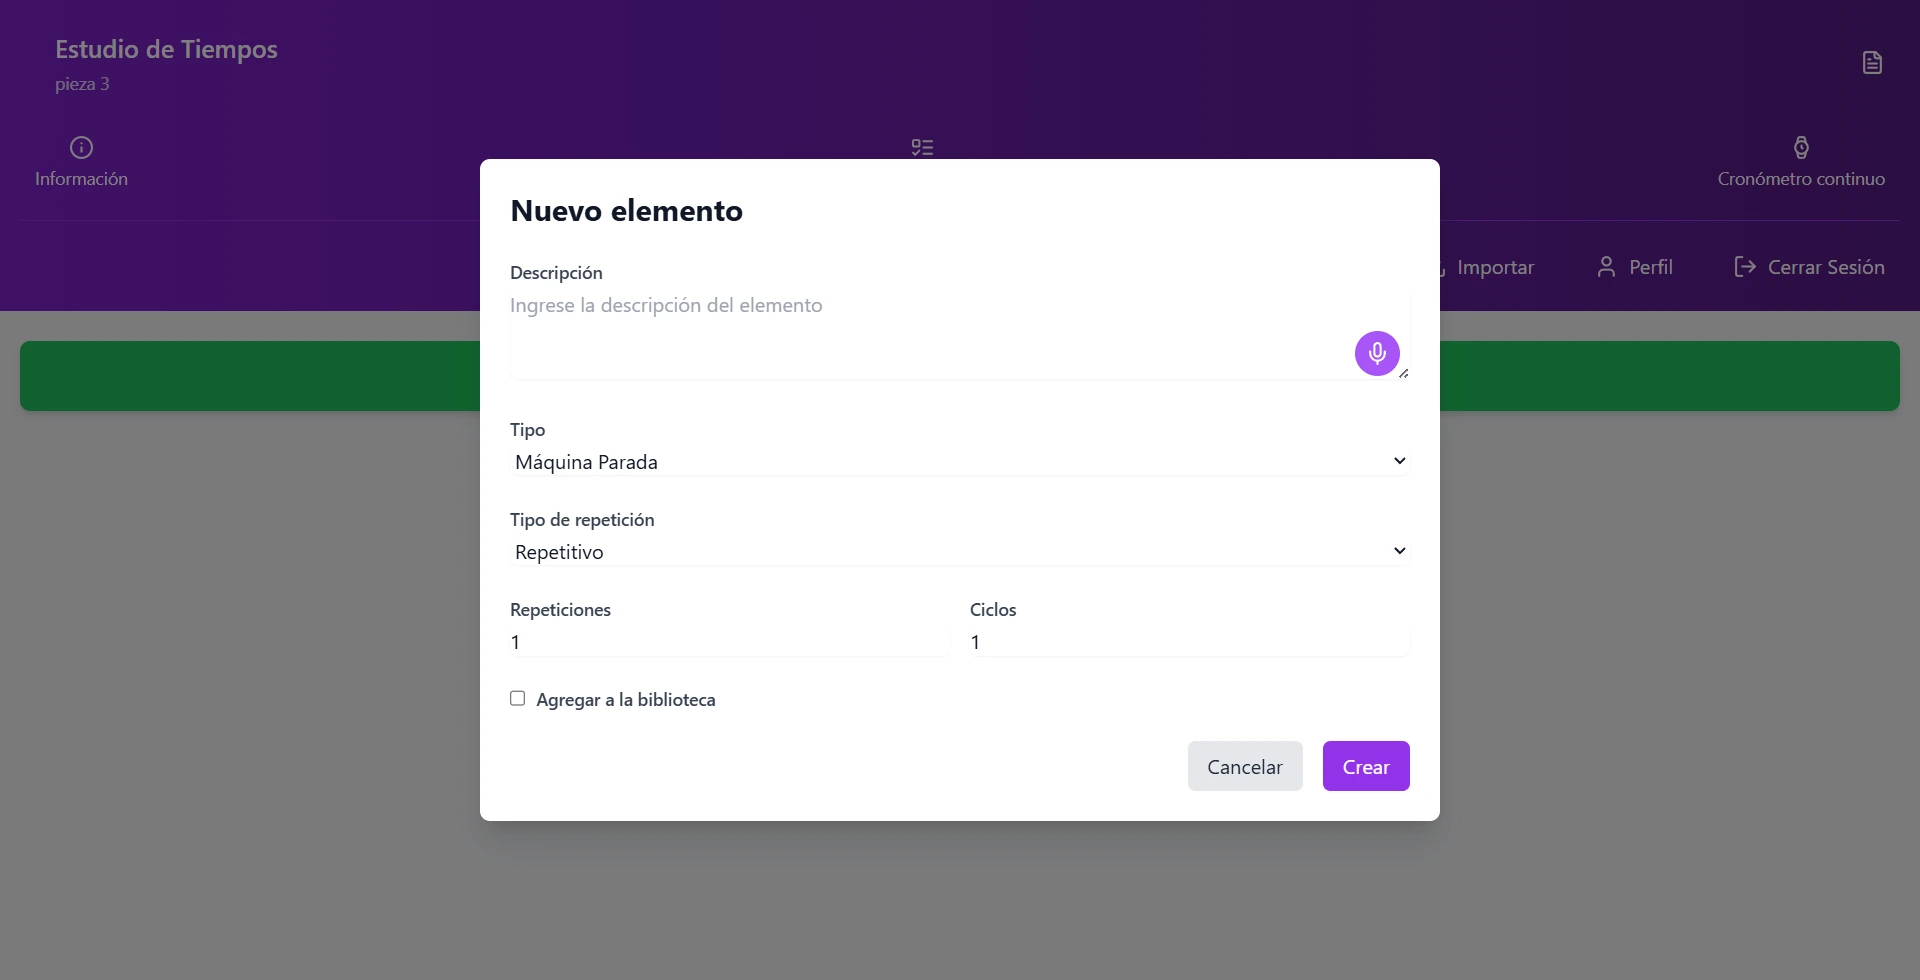 Estudio de Tiempos
pieza 3
Información
Cronómetro continuo
Importar
Perfil
Cerrar Sesión
Nuevo elemento
Descripción
Ingrese la descripción del elemento
Tipo
Máquina Parada
Tipo de repetición
Repetitivo
Repeticiones
Ciclos
1
1
Agregar a la biblioteca
Cancelar
Crear